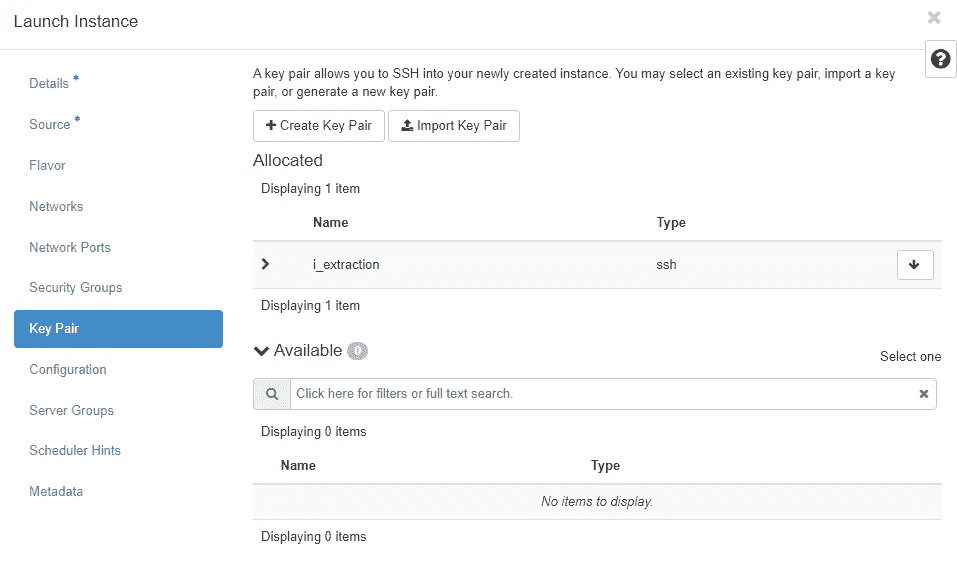 Launch Instance
Details *
Source *
Flavor
Networks
Network Ports
Security Groups
Key Pair
Configuration
Server Groups
Scheduler Hints
Metadata
A key pair allows you to SSH into your newly created instance. You may select an existing key pair, import a key
pair, or generate a new key pair.
Create Key Pair Import Key Pair
Allocated
Displaying 1 item
Name Type
i_extraction ssh
Displaying 1 item
Available 0
Select one
Click here for filters or full text search.
Displaying 0 items
Name Type
No items to display.
Displaying 0 items